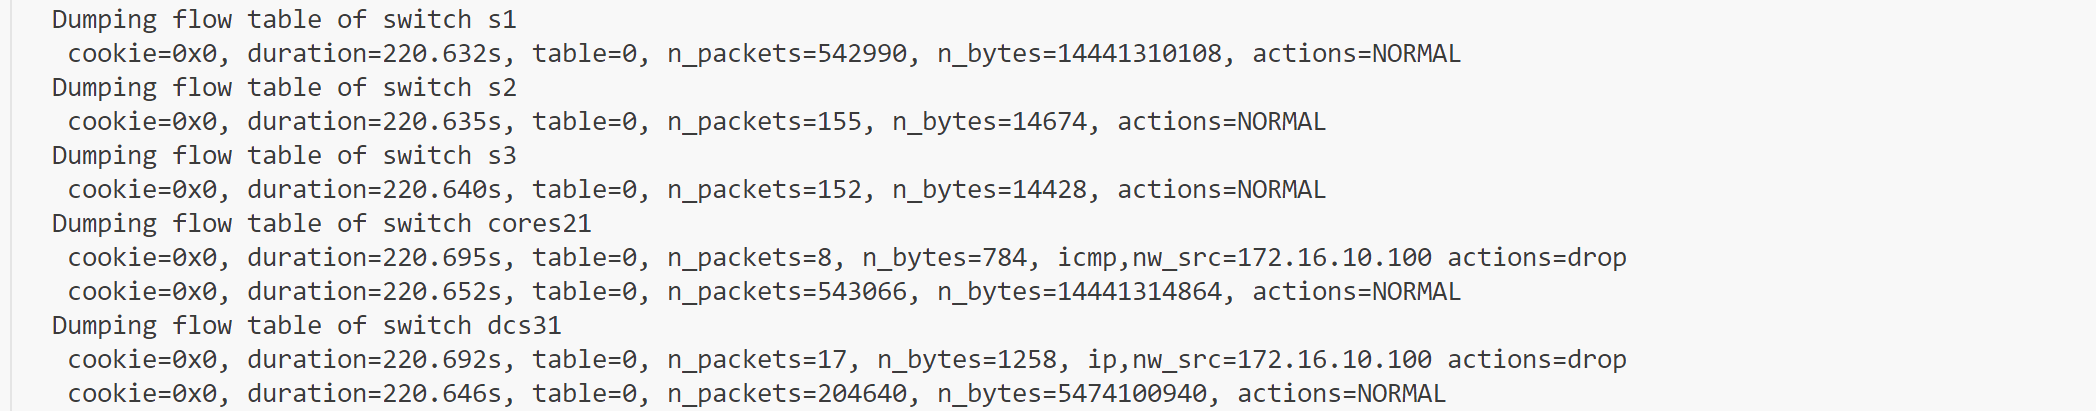 Dumping flow table of switch s1
cookie=0x0, duration=220.632s, table=0, n_packets=542990, n_bytes=14441310108, actions=NORMAL
Dumping flow table of switch s2
cookie=0x0, duration=220.635s, table=0, n_packets=155, n_bytes=14674, actions=NORMAL
Dumping flow table of switch s3
cookie=0x0, duration=220.640s, table=0, n_packets=152, n_bytes=14428, actions=NORMAL
Dumping flow table of switch cores21
cookie=0x0, duration=220.695s, table=0, n_packets=8, n_bytes=784, icmp,nw_src=172.16.10.100 actions=drop
cookie=0x0, duration=220.652s, table=0, n_packets=543066, n_bytes=14441314864, actions=NORMAL
Dumping flow table of switch dcs31
cookie=0x0, duration=220.692s, table=0, n_packets=17, n_bytes=1258, ip,nw_src=172.16.10.100 actions=drop
cookie=0x0, duration=220.646s, table=0, n_packets=204640, n_bytes=5474100940, actions=NORMAL